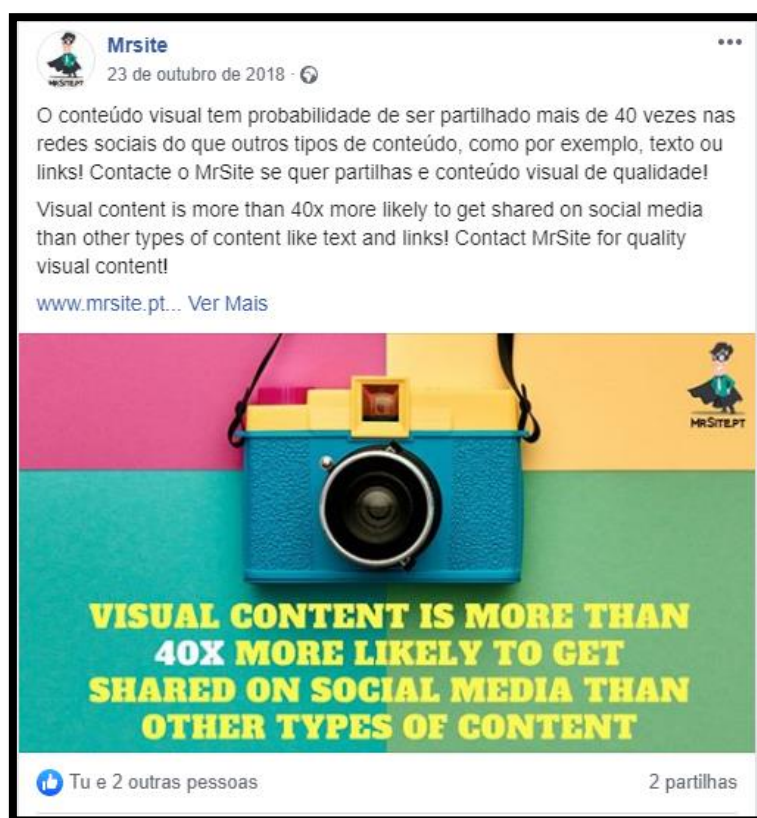 Mrsite
23 de outubro de 2018 ·
MRSITE.PT
O conteúdo visual tem probabilidade de ser partilhado mais de 40 vezes nas
redes sociais do que outros tipos de conteúdo, como por exemplo, texto ou
links! Contacte o MrSite se quer partilhas e conteúdo visual de qualidade!
Visual content is more than 40x more likely to get shared on social media
than other types of content like text and links! Contact MrSite for quality
visual content!
www.mrsite.pt... Ver Mais
MRSITE.PT
VISUAL CONTENT IS MORE THAN
40X MORE LIKELY TO GET
SHARED ON SOCIAL MEDIA THAN
OTHER TYPES OF CONTENT
Tu e 2 outras pessoas
2 partilhas